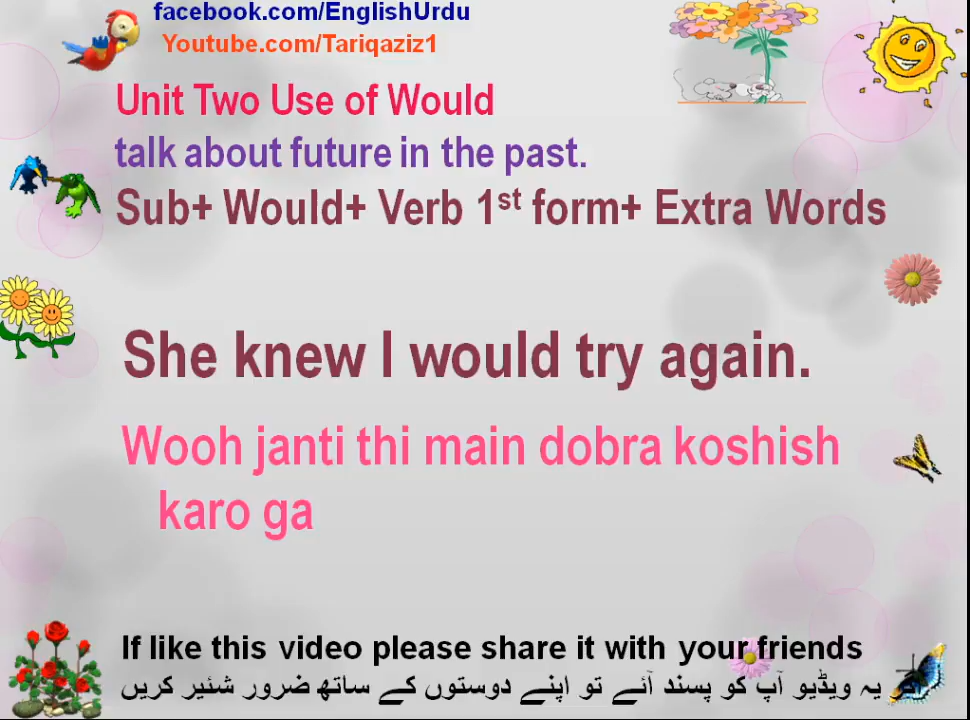 facebook.com/EnglishUrdu
Youtube.com/Tariqaziz1
Unit Two Use of Would
talk about future in the past.
Sub+ Would+ Verb 1st form+ Extra Words
She knew I would try again.
Wooh janti thi main dobra koshish
karo ga
If like this video please share it with your friends
اگر یہ ویڈیو آپ کو پسند آئے تو اپنے دوستوں کے ساتھ ضرور شئیر کریں